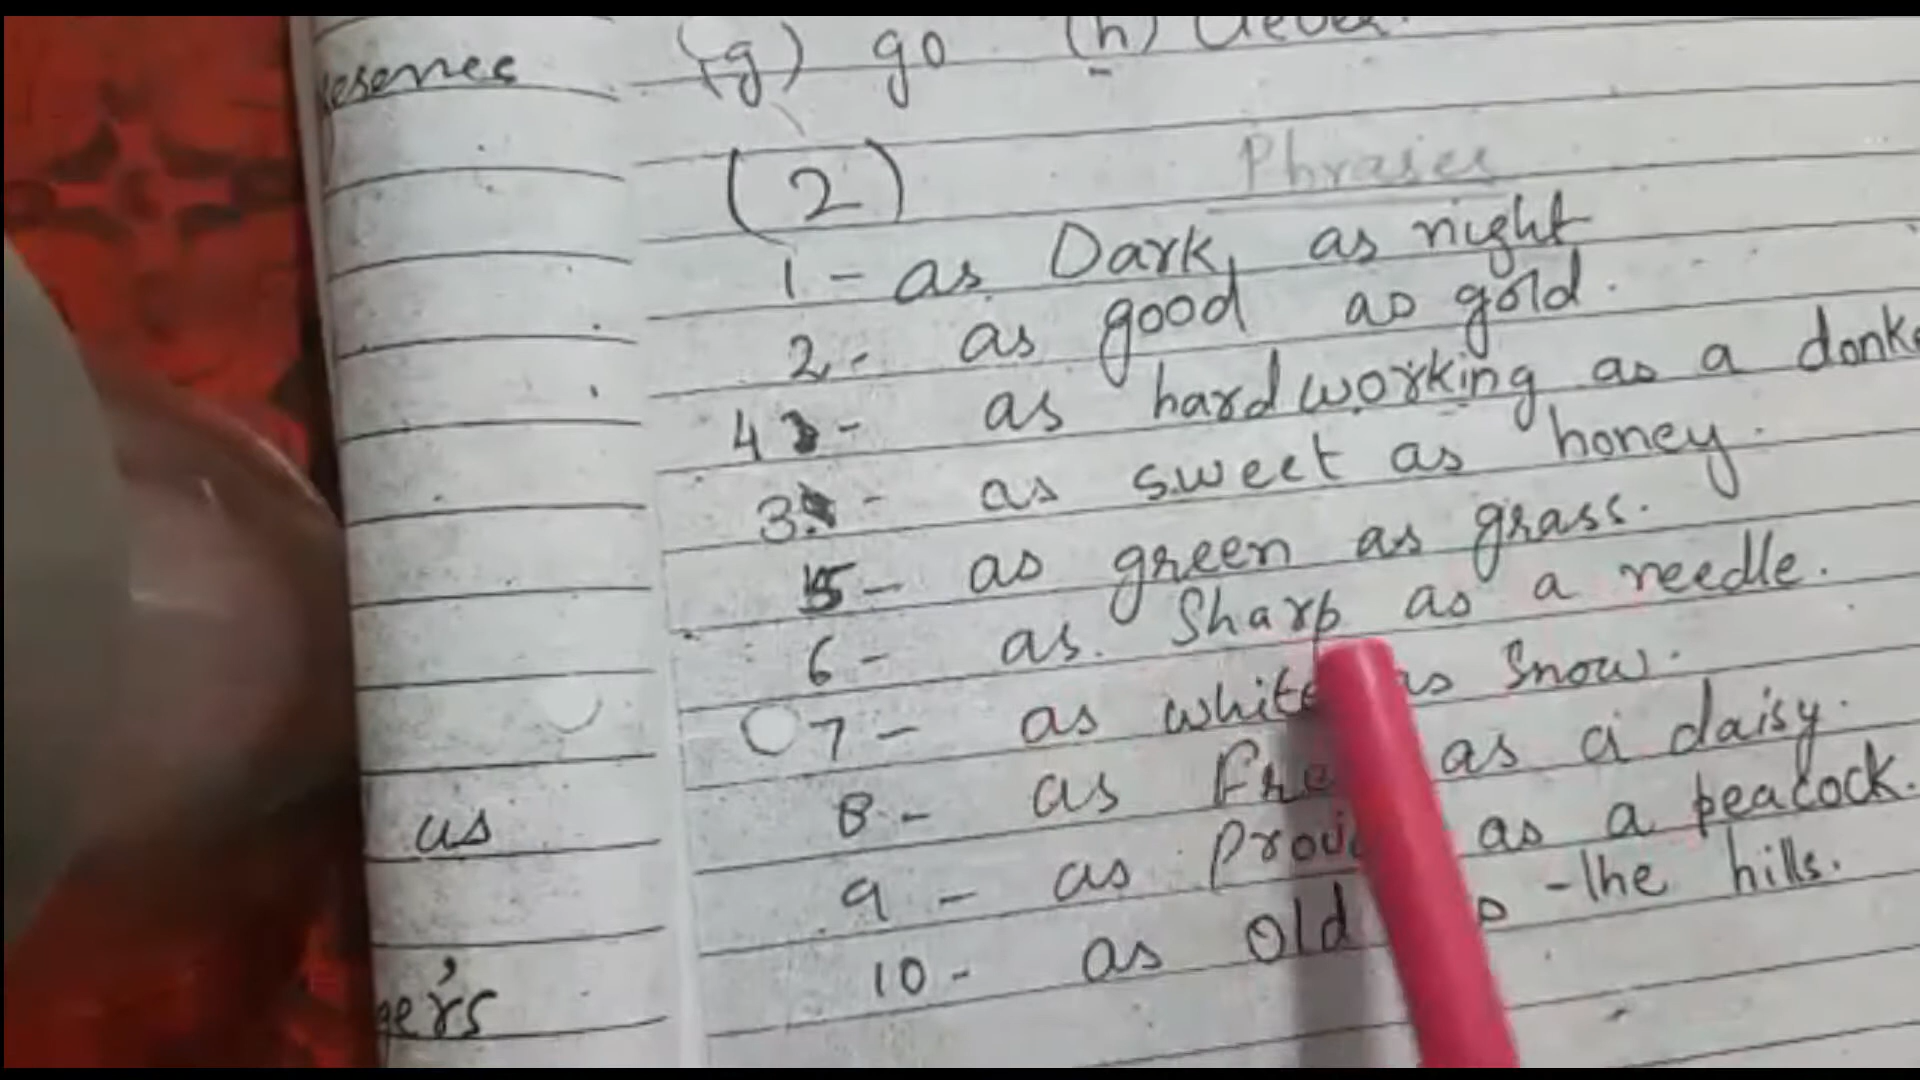 (g) go (h)
(2) Phrases
1 - as Dark as night
2 - as good as gold.
4 - as hardworking as a donke
3. - as sweet as honey.
5 - as green as grass.
6 - as. Sharp as a needle.
7 - as white as Snow.
8 - as as a daisy.
9 - as as a peacock.
10 - as old the hills.
us